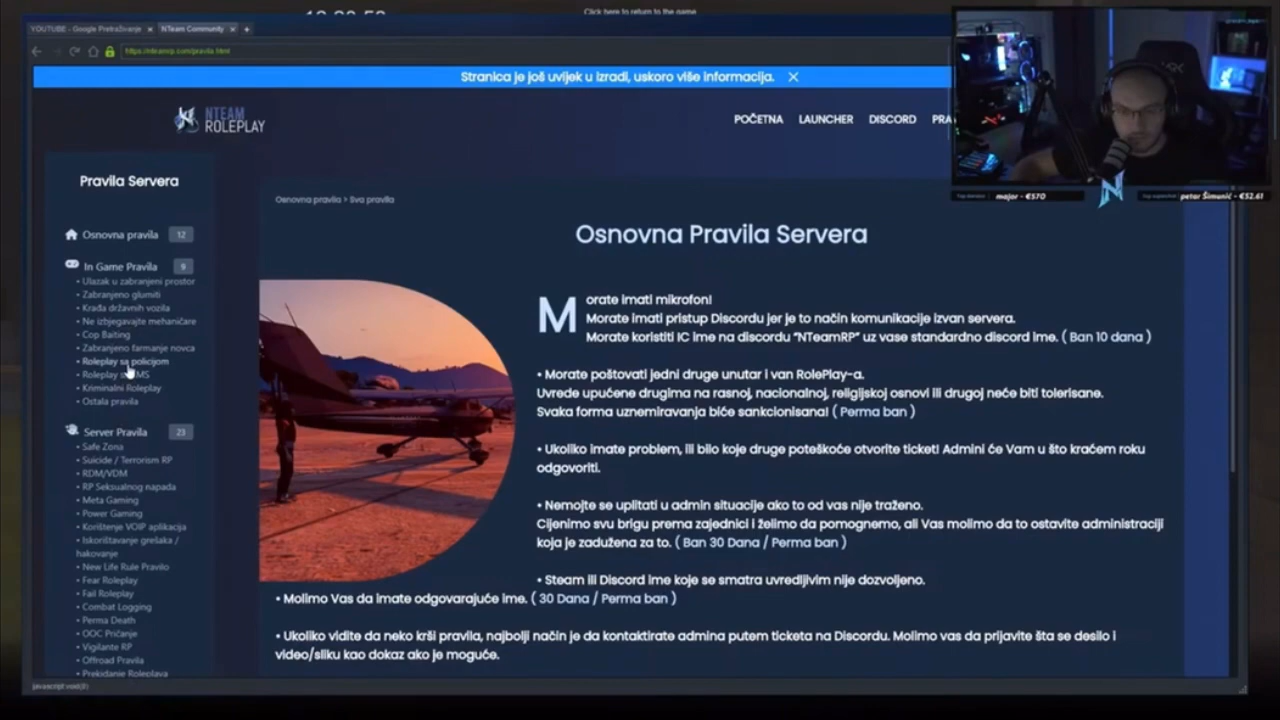 Click here to return to the game
YOUTUBE - Google Pretraživanje
NTeam Community
https://nteamrp.com/pravila.html
Stranica je još uvijek u izradi, uskoro više informacija.
NTEAM
ROLEPLAY
POČETNA
LAUNCHER
DISCORD
PRA
major - €570
petar Šimunić - €52.61
Pravila Servera
Osnovna pravila 12
In Game Pravila 9
• Ulazak u zabranjeni prostor
• Zabranjeno glumiti
• Krađa državnih vozila
• Ne izbjegavajte mehaničare
• Cop Baiting
• Zabranjeno farmanje novca
• Roleplay sa policijom
• Roleplay MS
• Kriminalni Roleplay
• Ostala pravila
Server Pravila 23
• Safe Zona
• Suicide / Terrorism RP
• RDM/VDM
• RP Seksualnog napada
• Meta Gaming
• Power Gaming
• Korištenje VOIP aplikacija
• Iskorištavanje grešaka /
hakovanje
• New Life Rule Pravilo
• Fear Roleplay
• Fail Roleplay
• Combat Logging
• Perma Death
• OOC Pričanje
• Vigilante RP
• Offroad Pravila
• Prekidanje Roleplaya
Osnovna pravila > Sva pravila
Osnovna Pravila Servera
Morate imati mikrofon!
Morate imati pristup Discordu jer je to način komunikacije izvan servera.
Morate koristiti IC ime na discordu “NTeamRP” uz vase standardno discord ime. ( Ban 10 dana )
• Morate poštovati jedni druge unutar i van RolePlay-a.
Uvrede upućene drugima na rasnoj, nacionalnoj, religijskoj osnovi ili drugoj neće biti tolerisane.
Svaka forma uznemiravanja biće sankcionisana! ( Perma ban )
• Ukoliko imate problem, ili bilo koje druge poteškoće otvorite ticket! Admini će Vam u što kraćem roku
odgovoriti.
• Nemojte se uplitati u admin situacije ako to od vas nije traženo.
Cijenimo svu brigu prema zajednici i želimo da pomognemo, ali Vas molimo da to ostavite administraciji
koja je zadužena za to. ( Ban 30 Dana / Perma ban )
• Steam ili Discord ime koje se smatra uvredljivim nije dozvoljeno.
• Molimo Vas da imate odgovarajuće ime. ( 30 Dana / Perma ban )
• Ukoliko vidite da neko krši pravila, najbolji način je da kontaktirate admina putem ticketa na Discordu. Molimo vas da prijavite šta se desilo i
video/sliku kao dokaz ako je moguće.
javascript:void(0)